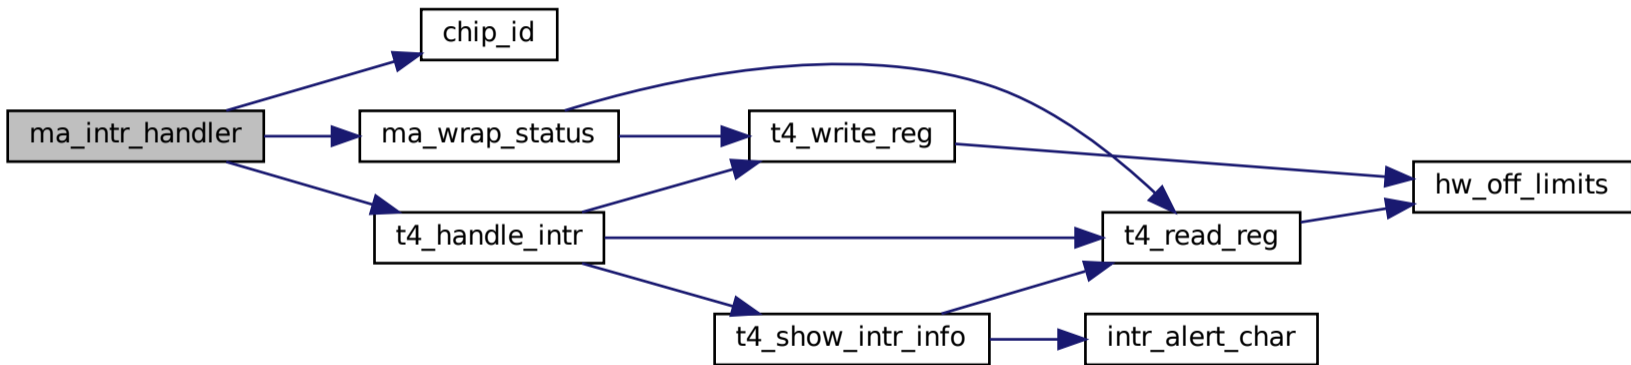 chip_id
ma_intr_handler
ma_wrap_status
t4_write_reg
hw_off_limits
t4_handle_intr
t4_read_reg
t4_show_intr_info
intr_alert_char